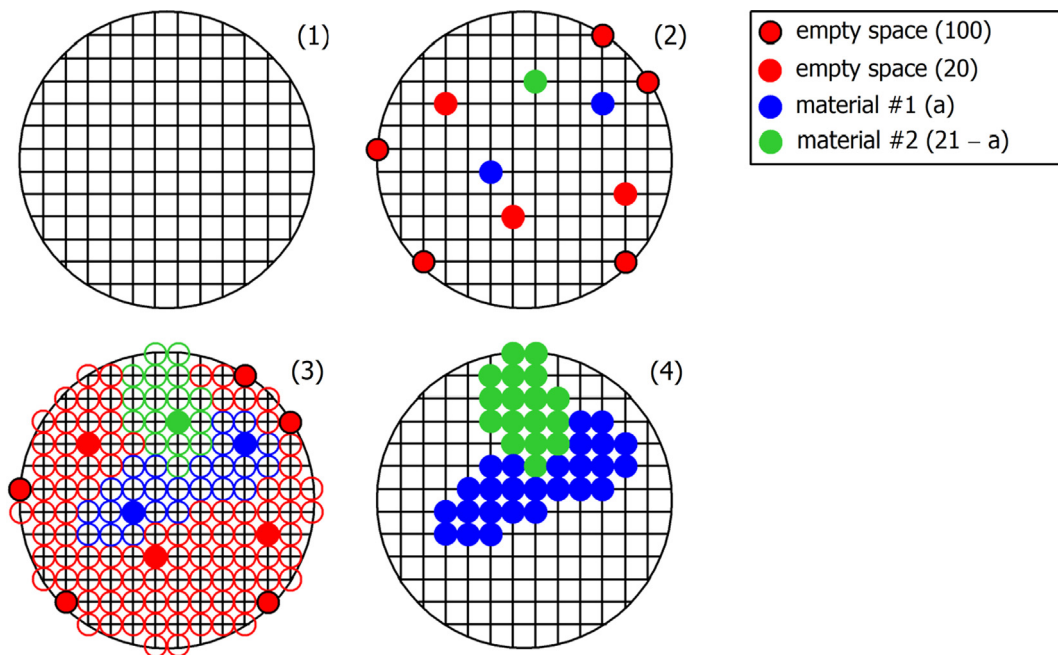 (1)
(2)
empty space (100)
empty space (20)
material #1 (a)
material #2 (21 – a)
(3)
(4)